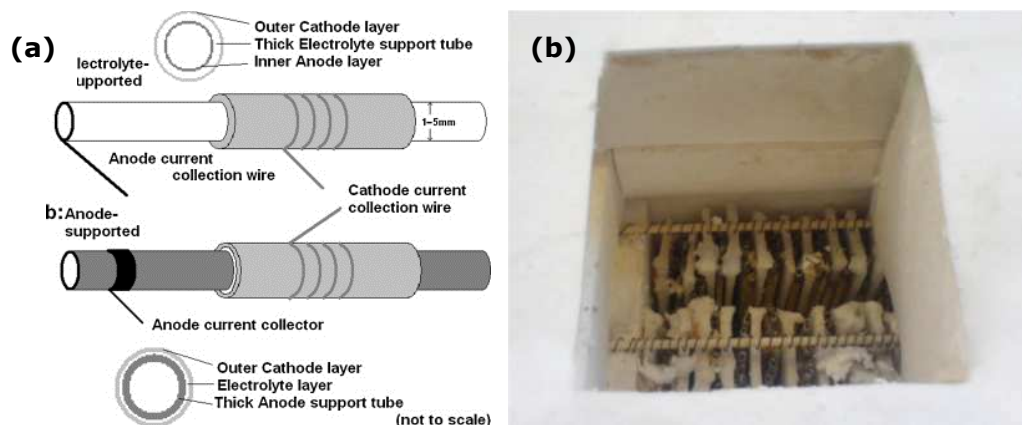 (a)
Outer Cathode layer
Thick Electrolyte support tube
Inner Anode layer
lectrolyte-
upported
1–5mm
Anode current
collection wire
Cathode current
collection wire
b:Anode-
supported
Anode current collector
Outer Cathode layer
Electrolyte layer
Thick Anode support tube
(not to scale)
(b)